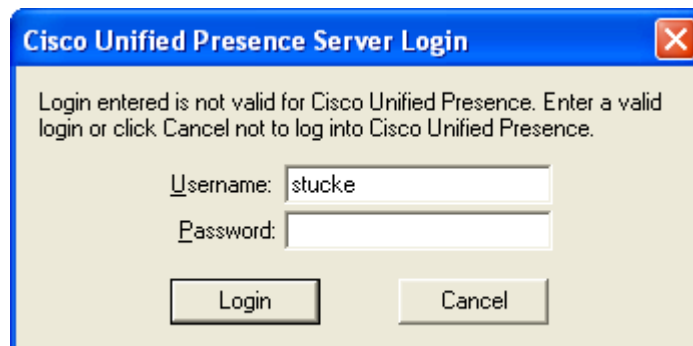 Cisco Unified Presence Server Login
Login entered is not valid for Cisco Unified Presence. Enter a valid
login or click Cancel not to log into Cisco Unified Presence.
Username: stucke
Password:
Login Cancel